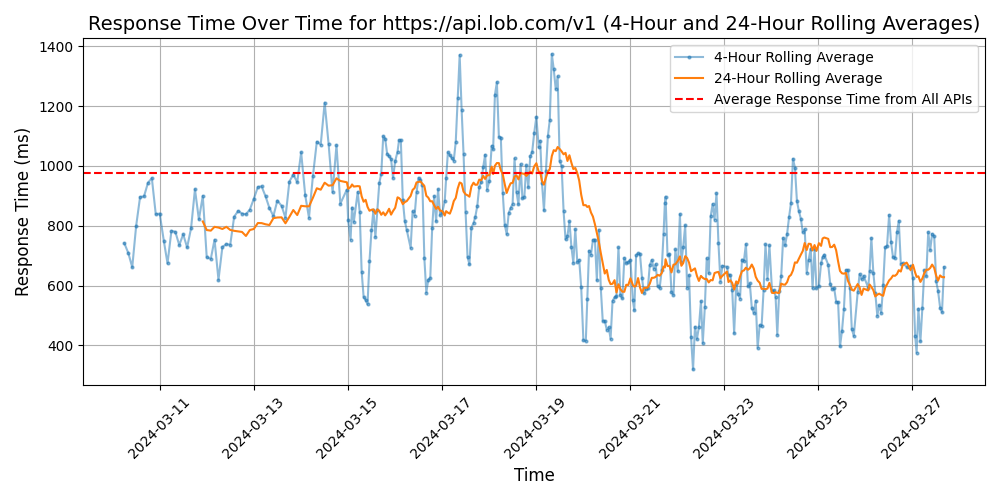 Response Time Over Time for https://api.lob.com/v1 (4-Hour and 24-Hour Rolling Averages)
4-Hour Rolling Average
24-Hour Rolling Average
Average Response Time from All APIs
Response Time (ms)
1400
1200
1000
800
600
400
2024-03-11
2024-03-13
2024-03-15
2024-03-17
2024-03-19
2024-03-21
2024-03-23
2024-03-25
2024-03-27
Time